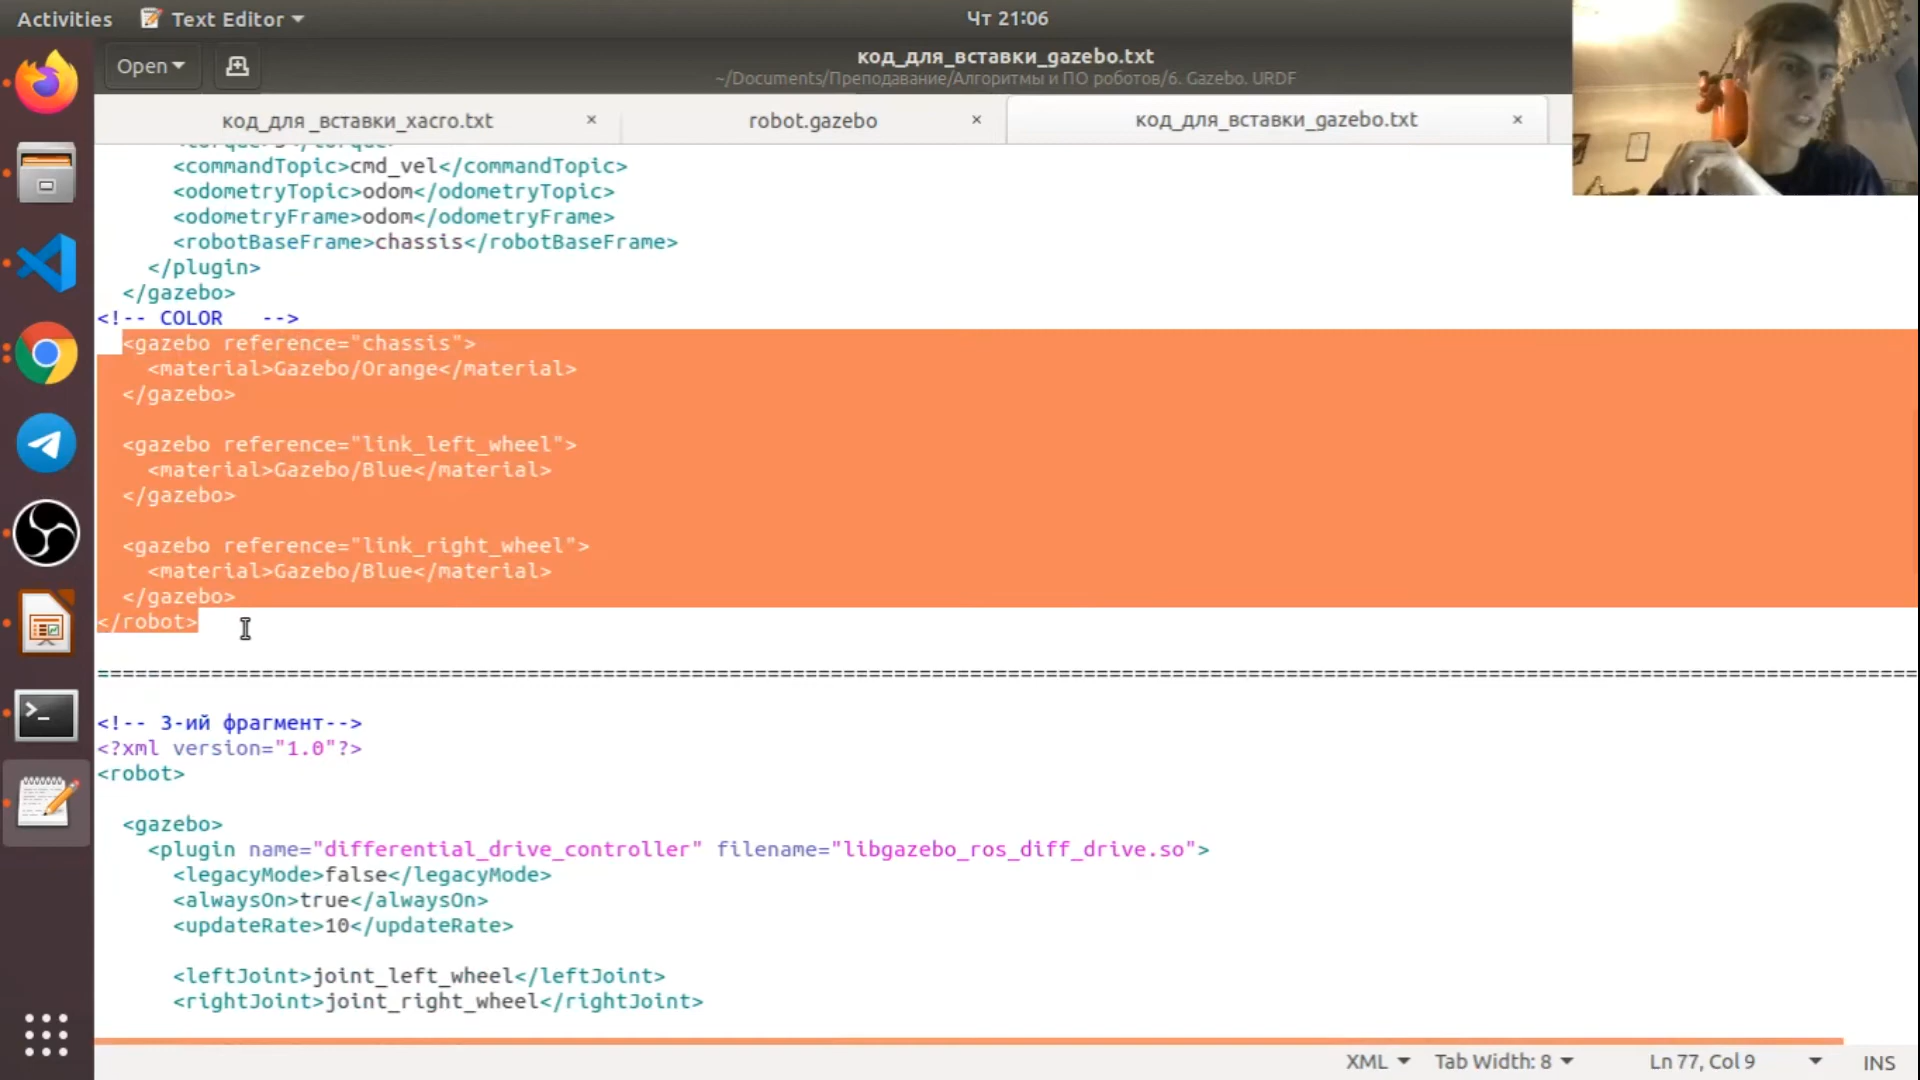 Activities
Text Editor
Чт 21:06
Open
код_для_вставки_gazebo.txt
~/Documents/Преподавание/Алгоритмы и ПО роботов/6. Gazebo. URDF
код_для _вставки_xacro.txt
robot.gazebo
код_для_вставки_gazebo.txt
<commandTopic>cmd_vel</commandTopic>
<odometryTopic>odom</odometryTopic>
<odometryFrame>odom</odometryFrame>
<robotBaseFrame>chassis</robotBaseFrame>
</plugin>
</gazebo>
<!-- COLOR   -->
<gazebo reference="chassis">
<material>Gazebo/Orange</material>
</gazebo>
<gazebo reference="link_left_wheel">
<material>Gazebo/Blue</material>
</gazebo>
<gazebo reference="link_right_wheel">
<material>Gazebo/Blue</material>
</gazebo>
</robot>
<!-- 3-ий фрагмент-->
<?xml version="1.0"?>
<robot>
<gazebo>
<plugin name="differential_drive_controller" filename="libgazebo_ros_diff_drive.so">
<legacyMode>false</legacyMode>
<alwaysOn>true</alwaysOn>
<updateRate>10</updateRate>
<leftJoint>joint_left_wheel</leftJoint>
<rightJoint>joint_right_wheel</rightJoint>
XML
Tab Width: 8
Ln 77, Col 9
INS